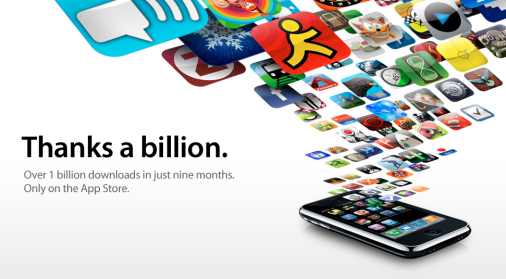 Thanks a billion.
Over 1 billion downloads in just nine months.
Only on the App Store.